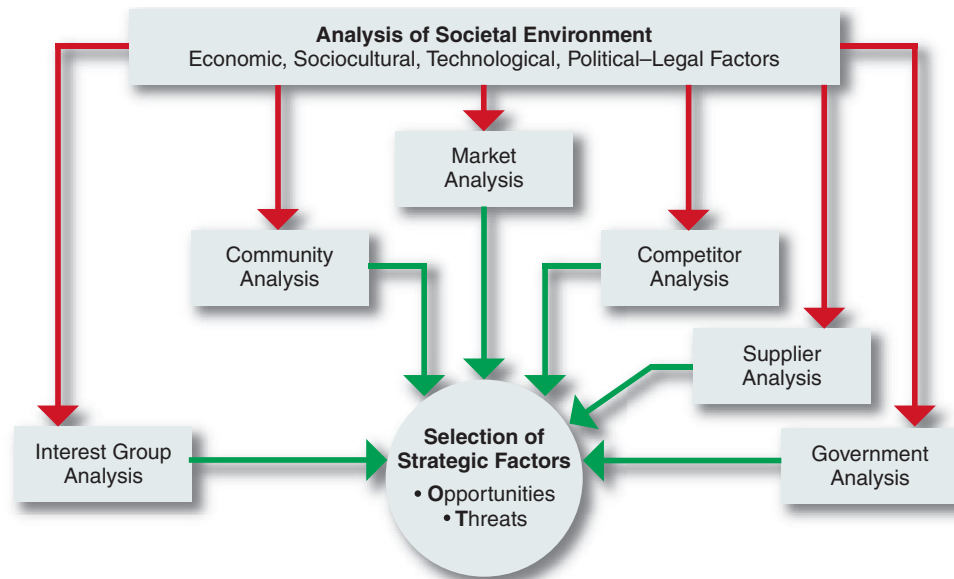 Analysis of Societal Environment
Economic, Sociocultural, Technological, Political–Legal Factors
Market
Analysis
Community
Analysis
Competitor
Analysis
Supplier
Analysis
Interest Group
Analysis
Selection of
Strategic Factors
• Opportunities
• Threats
Government
Analysis